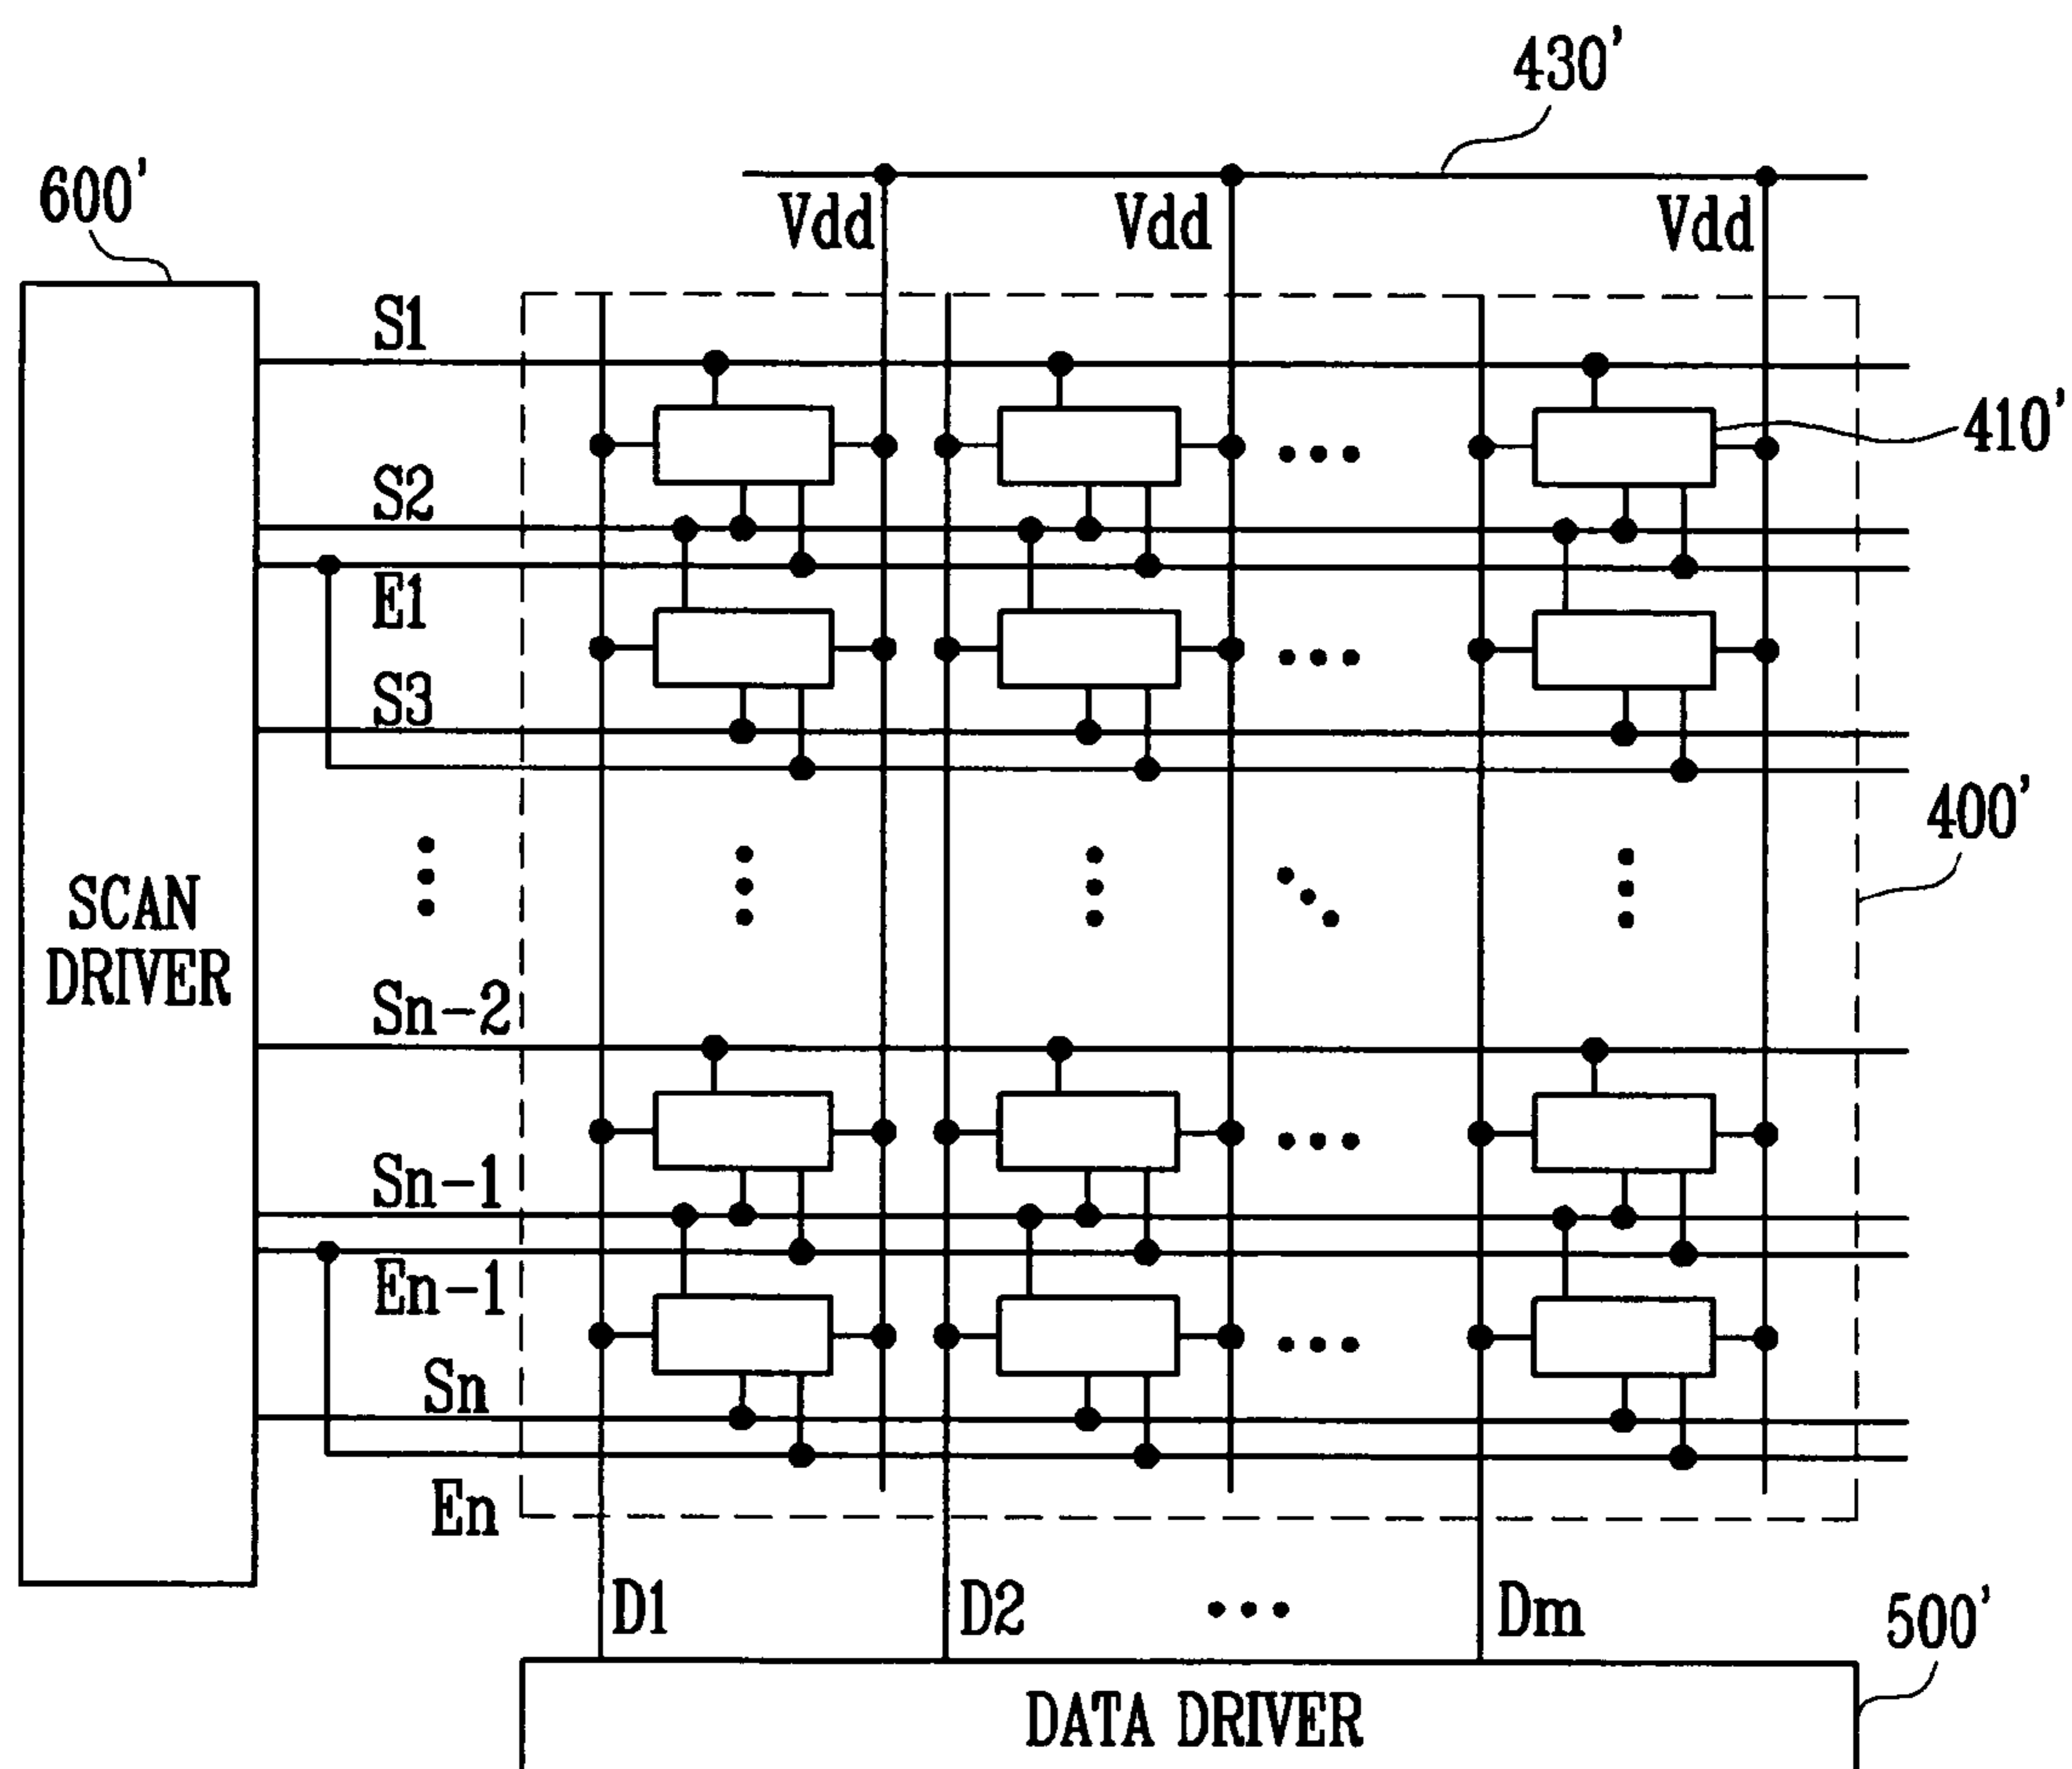 430'
600'
Vdd Vdd Vdd
S1
410'
S2
E1
S3
400'
SCAN
DRIVER
Sn-2
Sn-1
En-1
Sn
En
D1 D2 ... Dm
500'
DATA DRIVER